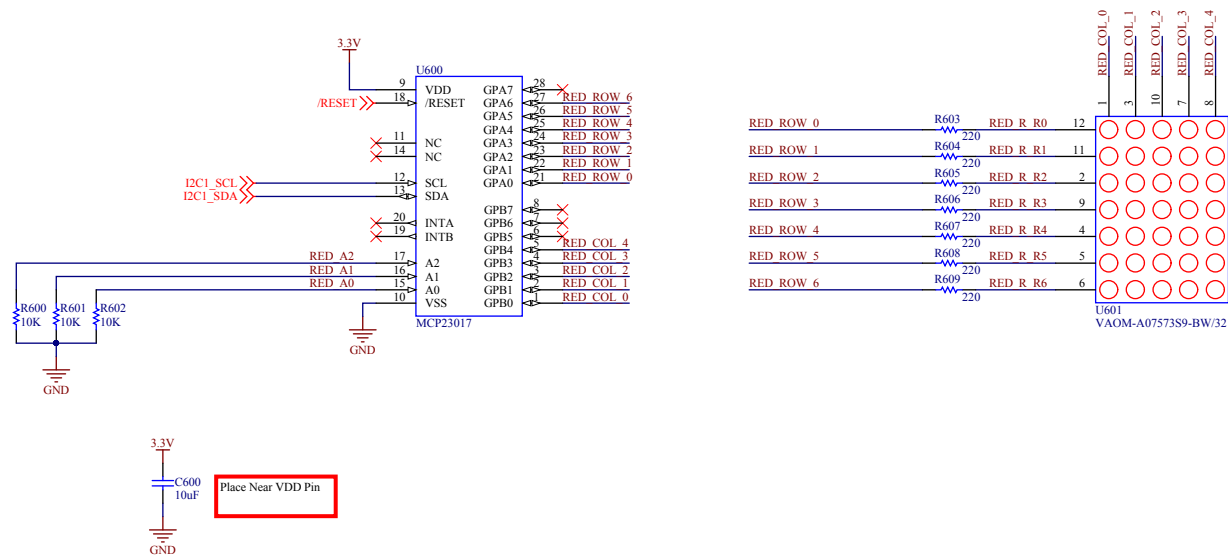 3.3V
U600
9 VDD GPA7 28
/RESET 18 /RESET GPA6 27 RED_ROW_6
GPA5 26 RED_ROW_5
GPA4 25 RED_ROW_4
11 NC GPA3 24 RED_ROW_3
14 NC GPA2 23 RED_ROW_2
GPA1 22 RED_ROW_1
I2C1_SCL 12 SCL GPA0 21 RED_ROW_0
I2C1_SDA 13 SDA
GPB7 8
20 INTA GPB6 7
19 INTB GPB5 6
GPB4 5 RED_COL_4
RED_A2 17 A2 GPB3 4 RED_COL_3
RED_A1 16 A1 GPB2 3 RED_COL_2
RED_A0 15 A0 GPB1 2 RED_COL_1
10 VSS GPB0 1 RED_COL_0
MCP23017
R600 R601 R602
10K 10K 10K
GND
GND
RED_COL_0 RED_COL_1 RED_COL_2 RED_COL_3 RED_COL_4
1 3 10 7 8
RED_ROW_0 R603 220 RED_R_R0 12
RED_ROW_1 R604 220 RED_R_R1 11
RED_ROW_2 R605 220 RED_R_R2 2
RED_ROW_3 R606 220 RED_R_R3 9
RED_ROW_4 R607 220 RED_R_R4 4
RED_ROW_5 R608 220 RED_R_R5 5
RED_ROW_6 R609 220 RED_R_R6 6
U601
VAOM-A07573S9-BW/32
3.3V
C600
10uF
GND
Place Near VDD Pin